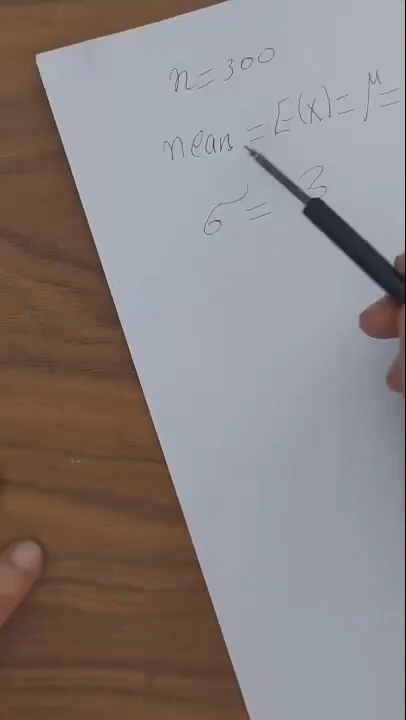 n = 300
mean = E(x) = μ =
σ = 3